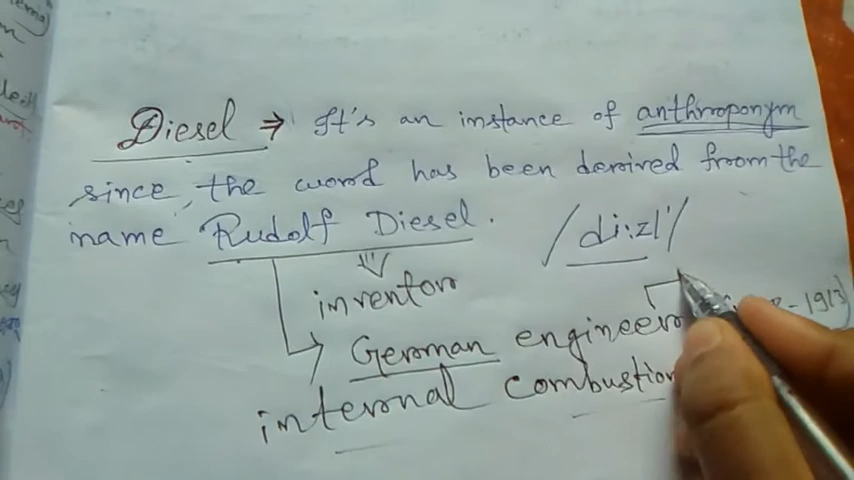 Diesel ⇒ It's an instance of anthroponym
since, the word has been derived from the
name Rudolf Diesel. /di:zl/
inventor
German engineer - 1913)
internal combustion